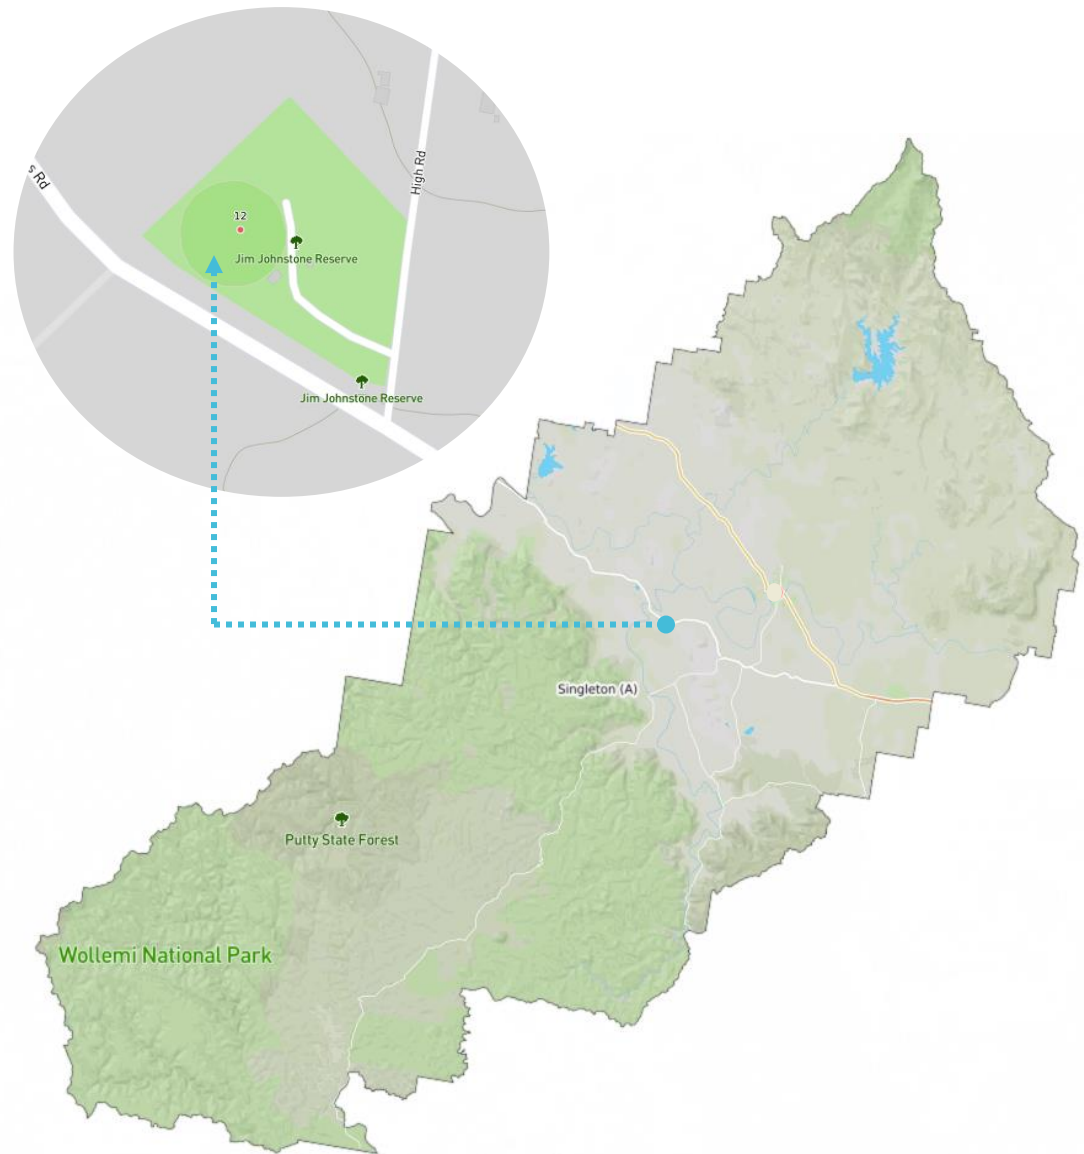 s Rd
High Rd
12
Jim Johnstone Reserve
Jim Johnstone Reserve
Singleton (A)
Putty State Forest
Wollemi National Park